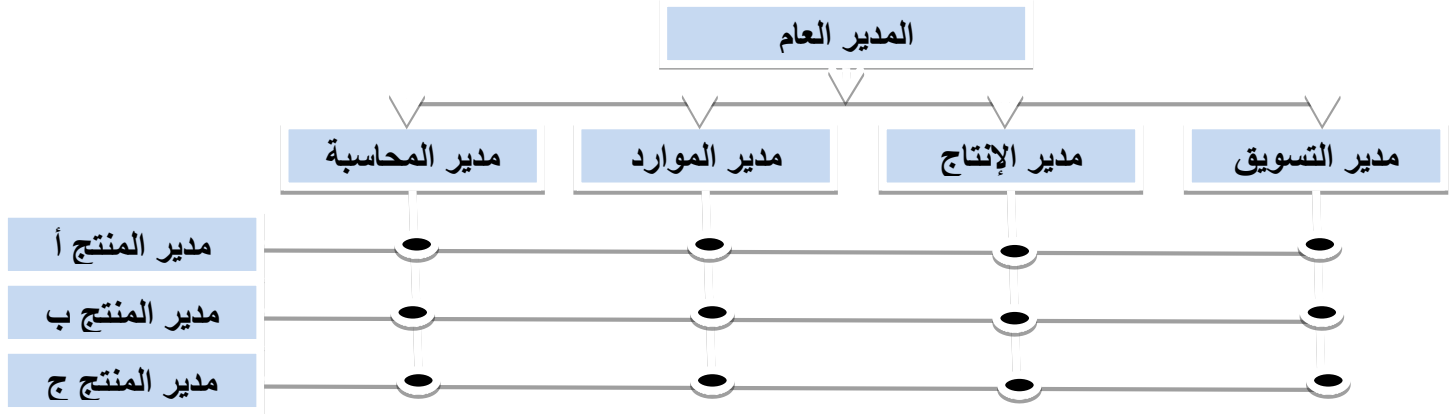 المدير العام
مدير التسويق
مدير الإنتاج
مدير الموارد
مدير المحاسبة
مدير المنتج أ
مدير المنتج ب
مدير المنتج ج